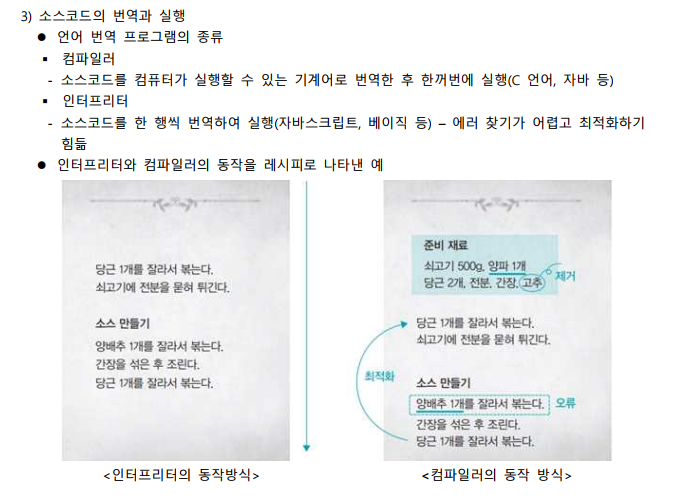 3) 소스코드의 번역과 실행
● 언어 번역 프로그램의 종류
▪ 컴파일러
- 소스코드를 컴퓨터가 실행할 수 있는 기계어로 번역한 후 한꺼번에 실행(C 언어, 자바 등)
▪ 인터프리터
- 소스코드를 한 행씩 번역하여 실행(자바스크립트, 베이직 등) – 에러 찾기가 어렵고 최적화하기
힘듦
● 인터프리터와 컴파일러의 동작을 레시피로 나타낸 예
당근 1개를 잘라서 볶는다.
쇠고기에 전분을 묻혀 튀긴다.
소스 만들기
양배추 1개를 잘라서 볶는다.
간장을 섞은 후 조린다.
당근 1개를 잘라서 볶는다.
<인터프리터의 동작방식>
준비 재료
쇠고기 500g, 양파 1개
당근 2개, 전분, 간장, 고추
제거
당근 1개를 잘라서 볶는다.
쇠고기에 전분을 묻혀 튀긴다.
최적화
소스 만들기
양배추 1개를 잘라서 볶는다.
오류
간장을 섞은 후 조린다.
당근 1개를 잘라서 볶는다.
<컴파일러의 동작 방식>